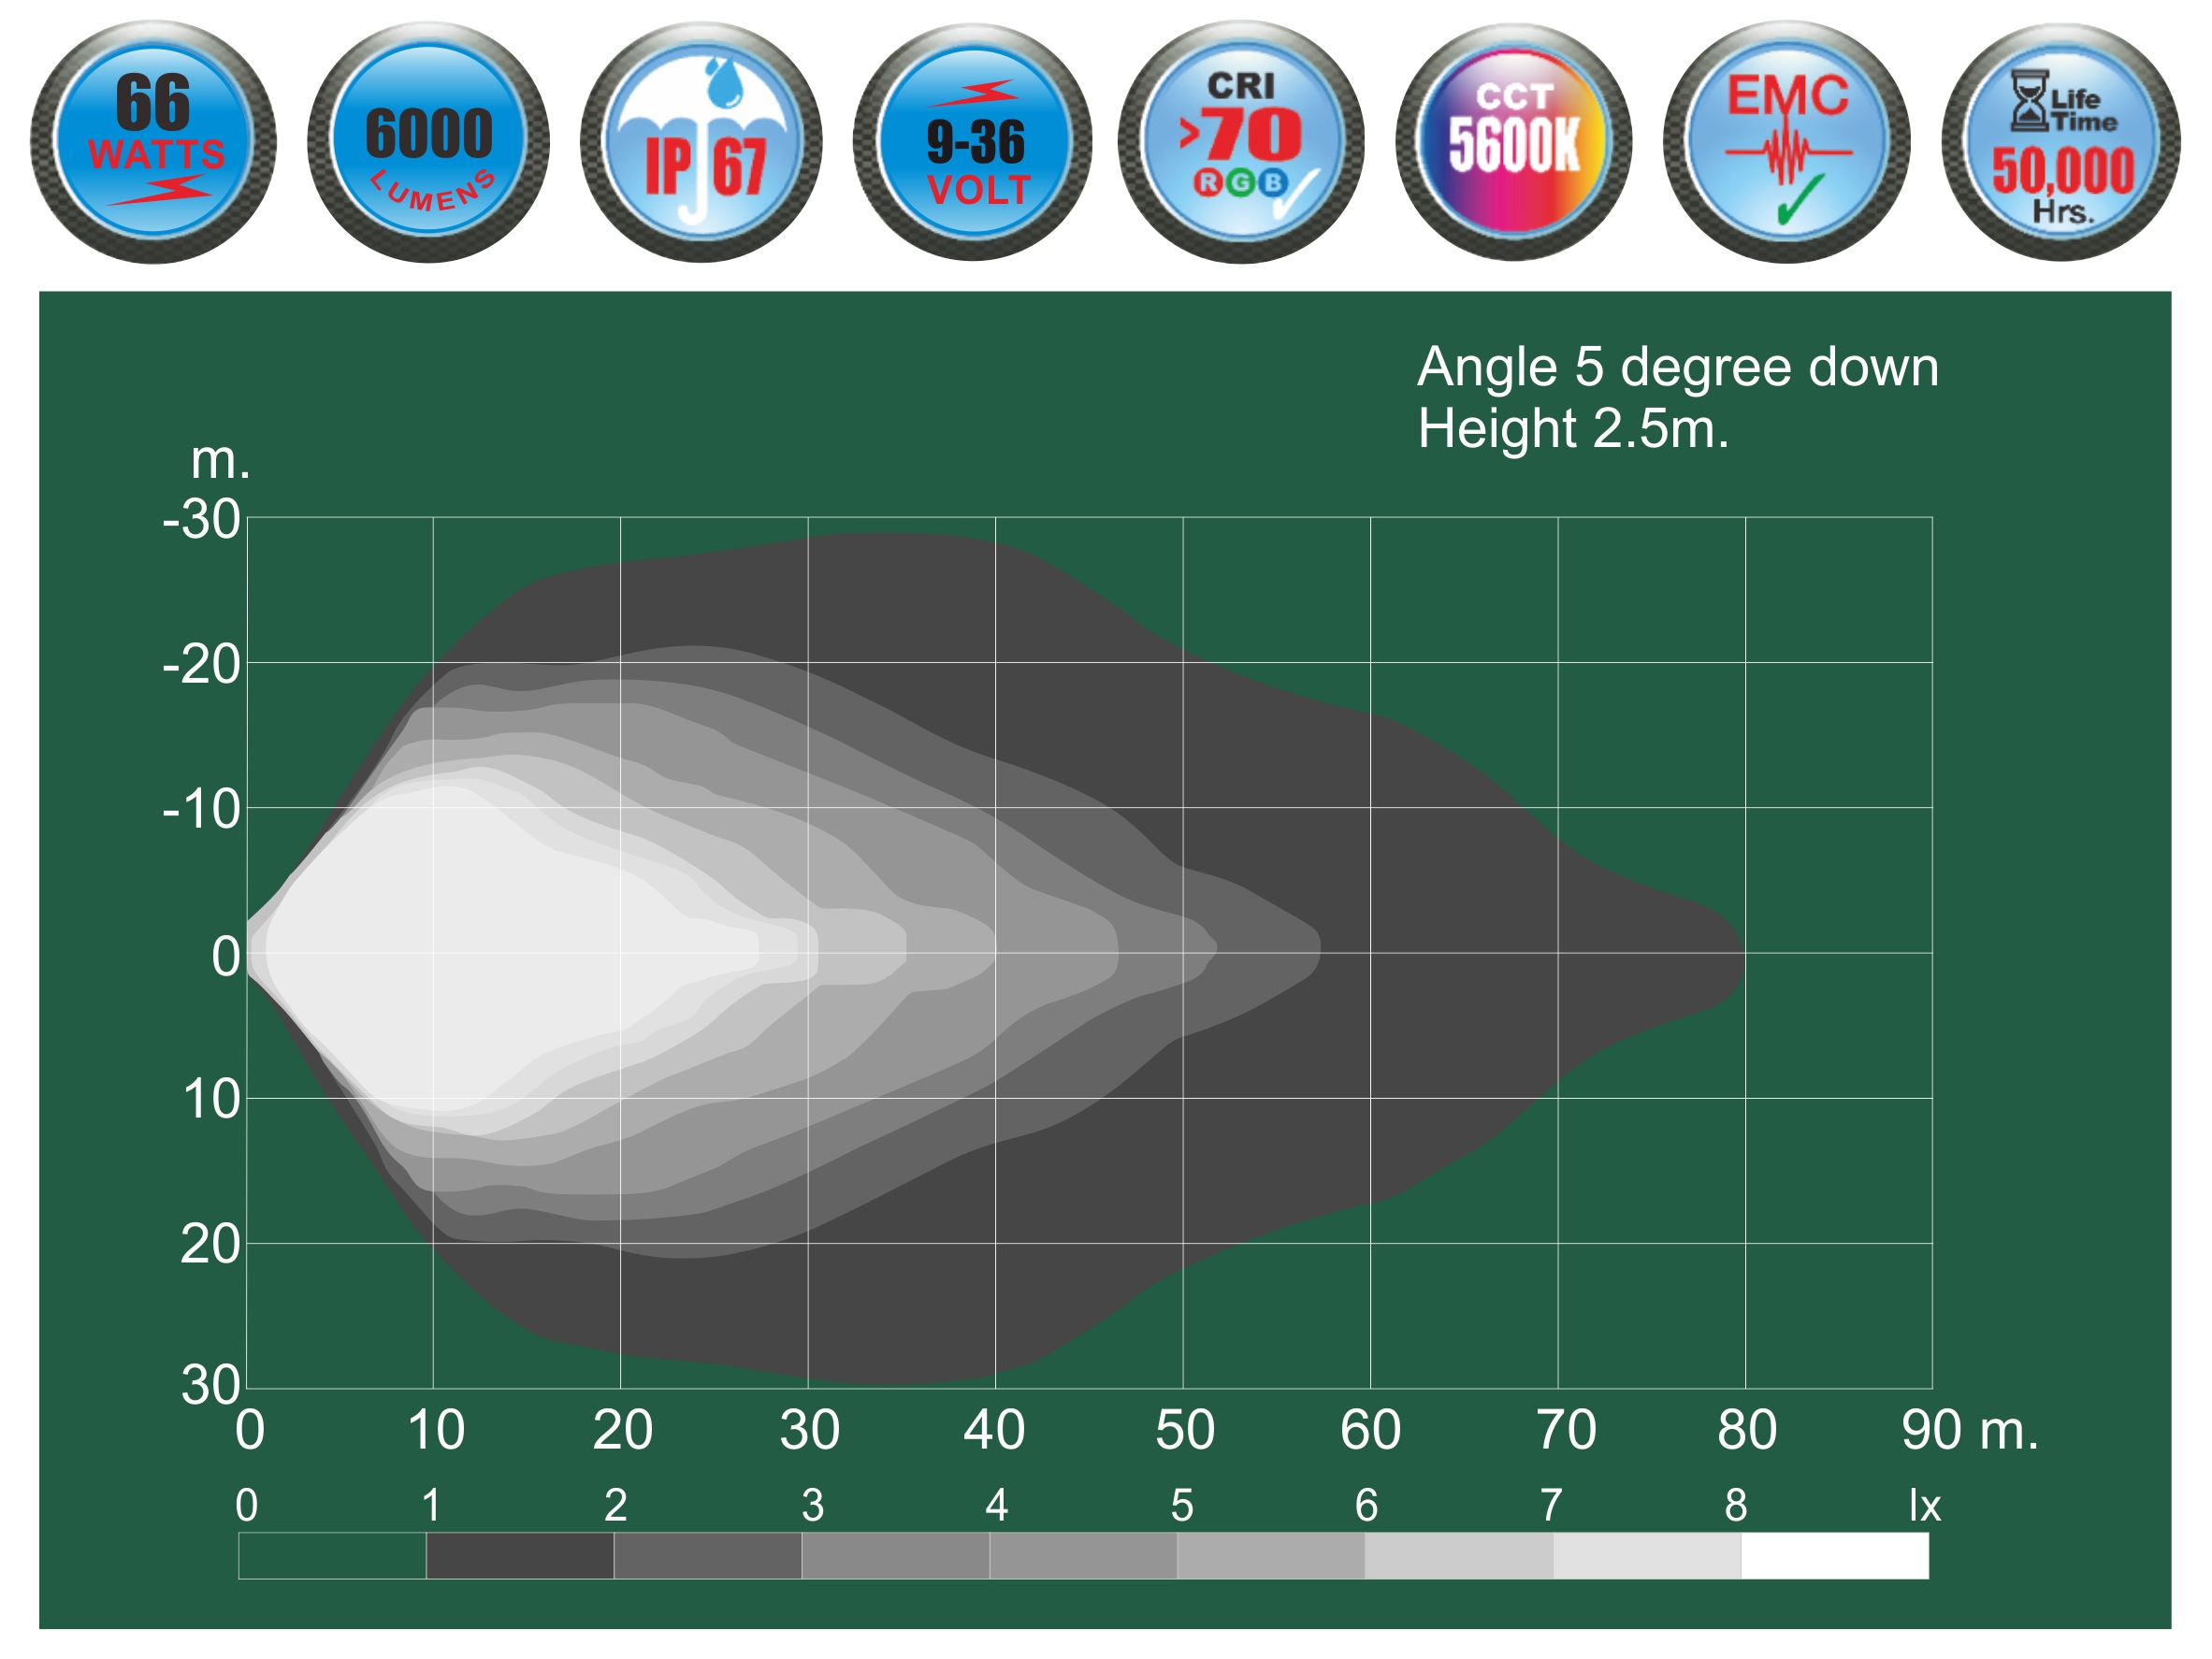 66
WATTS
6000
LUMENS
IP 67
9-36
VOLT
CRI
>70
RGB
CCT
5600K
EMC
Life
Time
50,000
Hrs.
Angle 5 degree down
Height 2.5m.
m.
-30
-20
-10
0
10
20
30
0 10 20 30 40 50 60 70 80 90 m.
0 1 2 3 4 5 6 7 8 lx